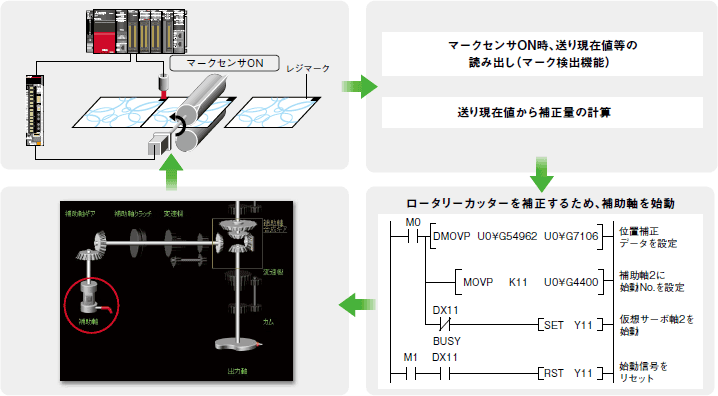 マークセンサON
レジマーク
マークセンサON時、送り現在値等の
読み出し（マーク検出機能）
送り現在値から補正量の計算
補助軸ギア
補助軸クラッチ
変速機
補助軸
合成ギア
変速機
カム
補助軸
出力軸
ロータリーカッターを補正するため、補助軸を始動
M0
DMOVP U0¥G54962 U0¥G7106
位置補正
データを設定
MOVP K11 U0¥G4400
補助軸2に
始動No.を設定
DX11
BUSY
SET Y11
仮想サーボ軸2を
始動
M1 DX11
RST Y11
始動信号を
リセット